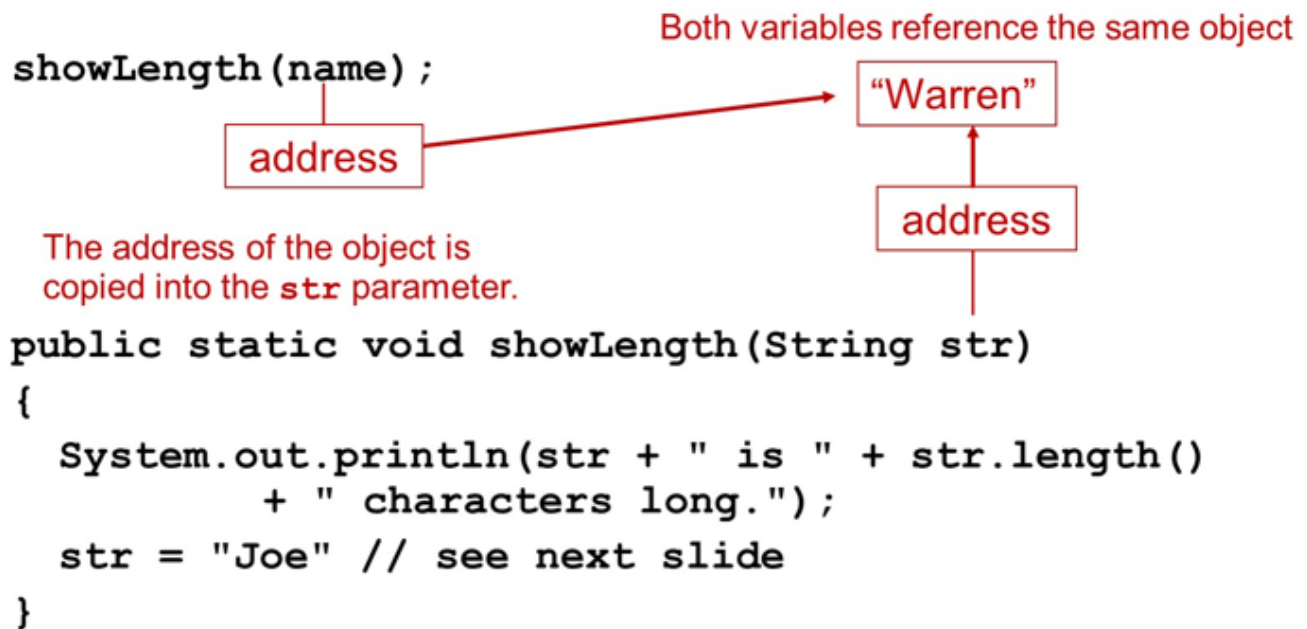 Both variables reference the same object
showLength(name);
“Warren”
address
address
The address of the object is
copied into the str parameter.
public static void showLength(String str)
{
System.out.println(str + " is " + str.length()
+ " characters long.");
str = "Joe" // see next slide
}